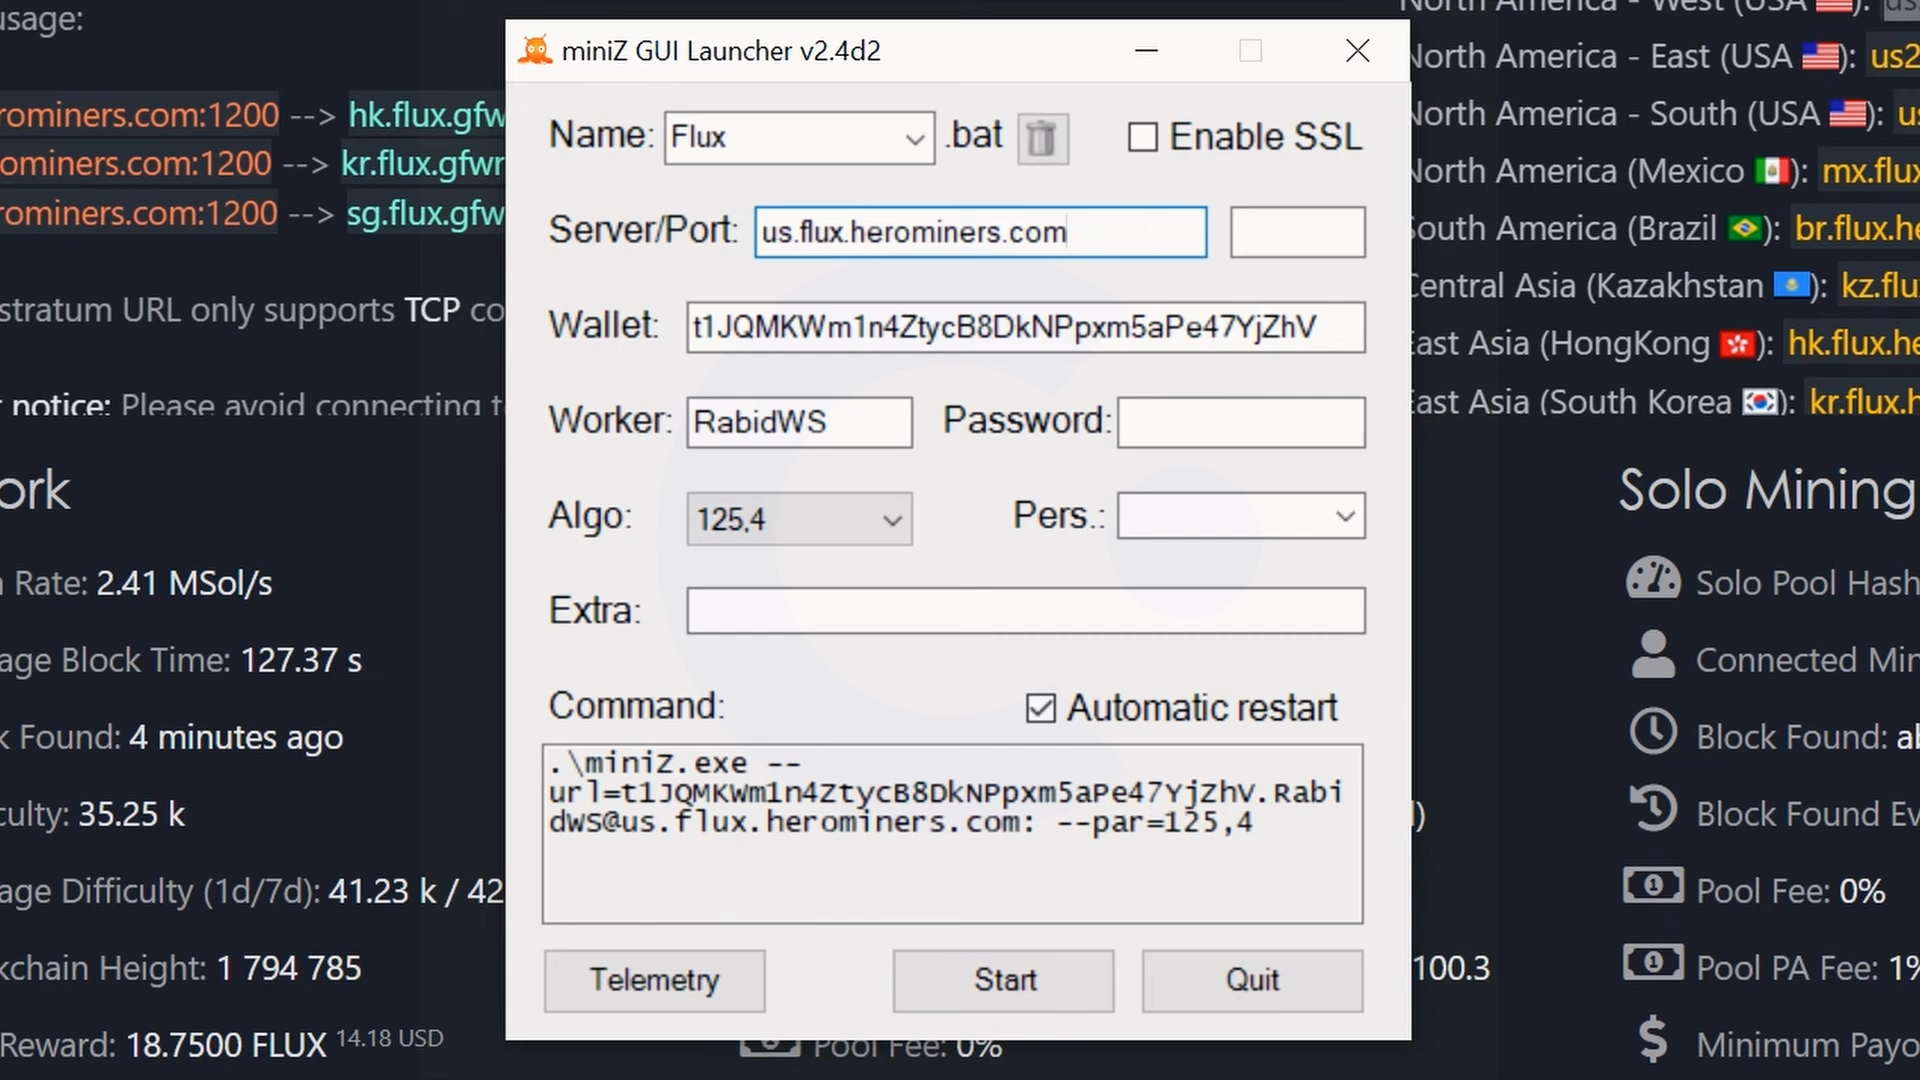 usage:
North America - West (USA
miniZ GUI Launcher v2.4d2
North America - East (USA ): us2
rominers.com:1200 --> hk.flux.gfw
Name: Flux .bat Enable SSL
North America - South (USA ): us
ominers.com:1200 --> kr.flux.gfw
North America (Mexico ): mx.flux
rominers.com:1200 --> sg.flux.gfw
Server/Port: us.flux.herominers.com
South America (Brazil ): br.flux.he
Central Asia (Kazakhstan ): kz.flu
stratum URL only supports TCP co
Wallet: t1JQMKWm1n4ZtycB8DkNPpxm5aPe47YjZhV
East Asia (HongKong ): hk.flux.he
notice: Please avoid connecting t
Worker: RabidWS Password:
East Asia (South Korea ): kr.flux.h
ork
Solo Mining
Algo: 125,4 Pers.:
Rate: 2.41 MSol/s
Solo Pool Hash
Extra:
age Block Time: 127.37 s
Connected Min
Command: Automatic restart
k Found: 4 minutes ago
Block Found: a
.\miniZ.exe --
url=t1JQMKWm1n4ZtycB8DkNPpxm5aPe47YjZhV.Rabi
dWS@us.flux.herominers.com: --par=125,4
culty: 35.25 k
Block Found Ev
age Difficulty (1d/7d): 41.23 k / 42
Pool Fee: 0%
kchain Height: 1 794 785
Telemetry Start Quit
100.3
Pool PA Fee: 1%
Reward: 18.7500 FLUX 14.18 USD
Pool Fee: 0%
Minimum Payo